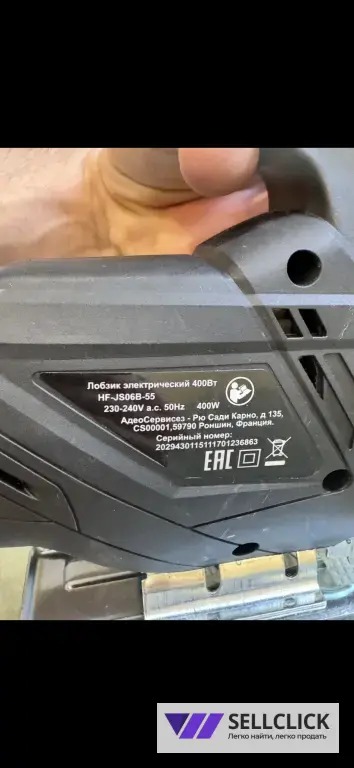 Лобзик электрический 400Вт
HF-JS06B-55
230-240V a.c. 50Hz 400W
АдеоСервисез - Рю Сади Карно, д 135,
CS00001,59790 Роншин, Франция.
Серийный номер:
2029430115111701236863
EAC
SELLCLICK
Легко найти, легко продать